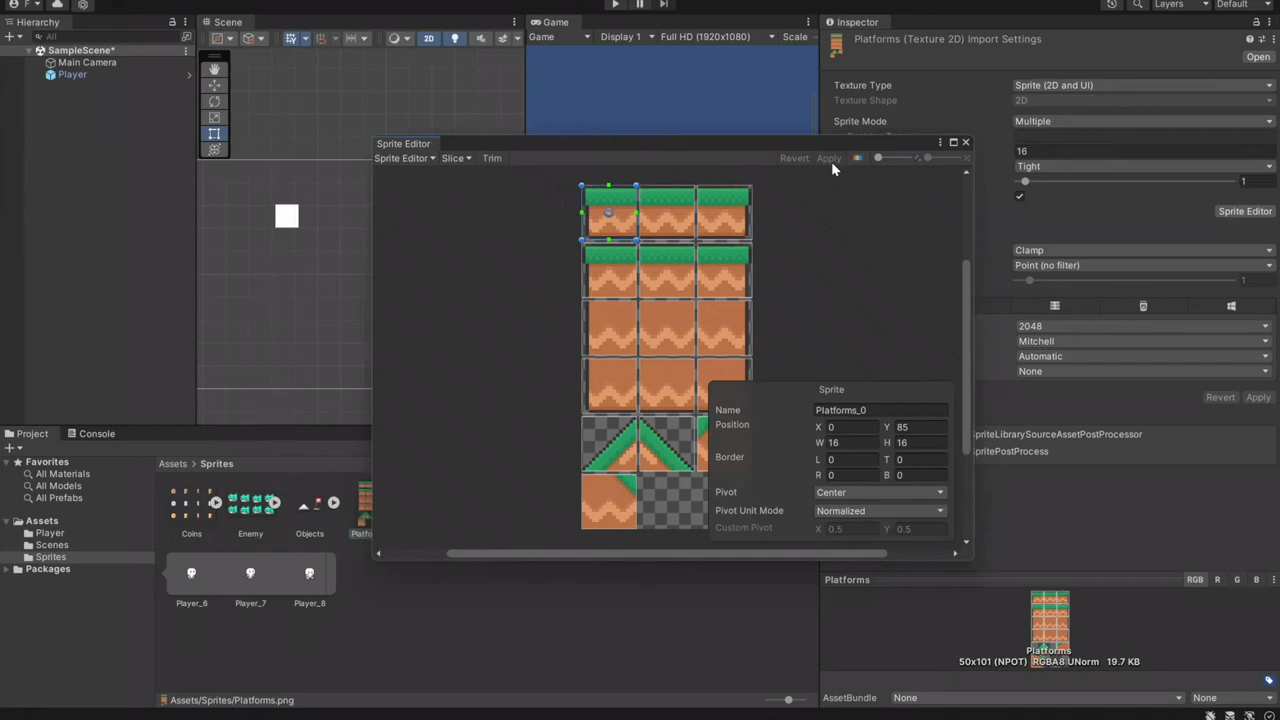 F
Layers
Default
Hierarchy
Scene
Game
Inspector
All
2D
Game
Display 1
Full HD (1920x1080)
Scale
Platforms (Texture 2D) Import Settings
Open
SampleScene*
Main Camera
Player
Texture Type
Sprite (2D and UI)
Texture Shape
2D
Sprite Mode
Multiple
16
Tight
1
Sprite Editor
Clamp
Point (no filter)
1
2048
Mitchell
Automatic
None
Revert
Apply
SpriteLibrarySourceAssetPostProcessor
SpritePostProcess
Sprite Editor
Sprite Editor
Slice
Trim
Revert
Apply
Sprite
Name
Platforms_0
Position
X 0
Y 85
W 16
H 16
Border
L 0
T 0
R 0
B 0
Pivot
Center
Pivot Unit Mode
Normalized
Custom Pivot
X 0.5
Y 0.5
Project
Console
Favorites
All Materials
All Models
All Prefabs
Assets
Player
Scenes
Sprites
Packages
Assets > Sprites
Coins
Enemy
Objects
Player_6
Player_7
Player_8
Assets/Sprites/Platforms.png
Platforms
RGB
R
G
B
Platforms
50x101 (NPOT) RGBA8 UNorm 19.7 KB
AssetBundle
None
None